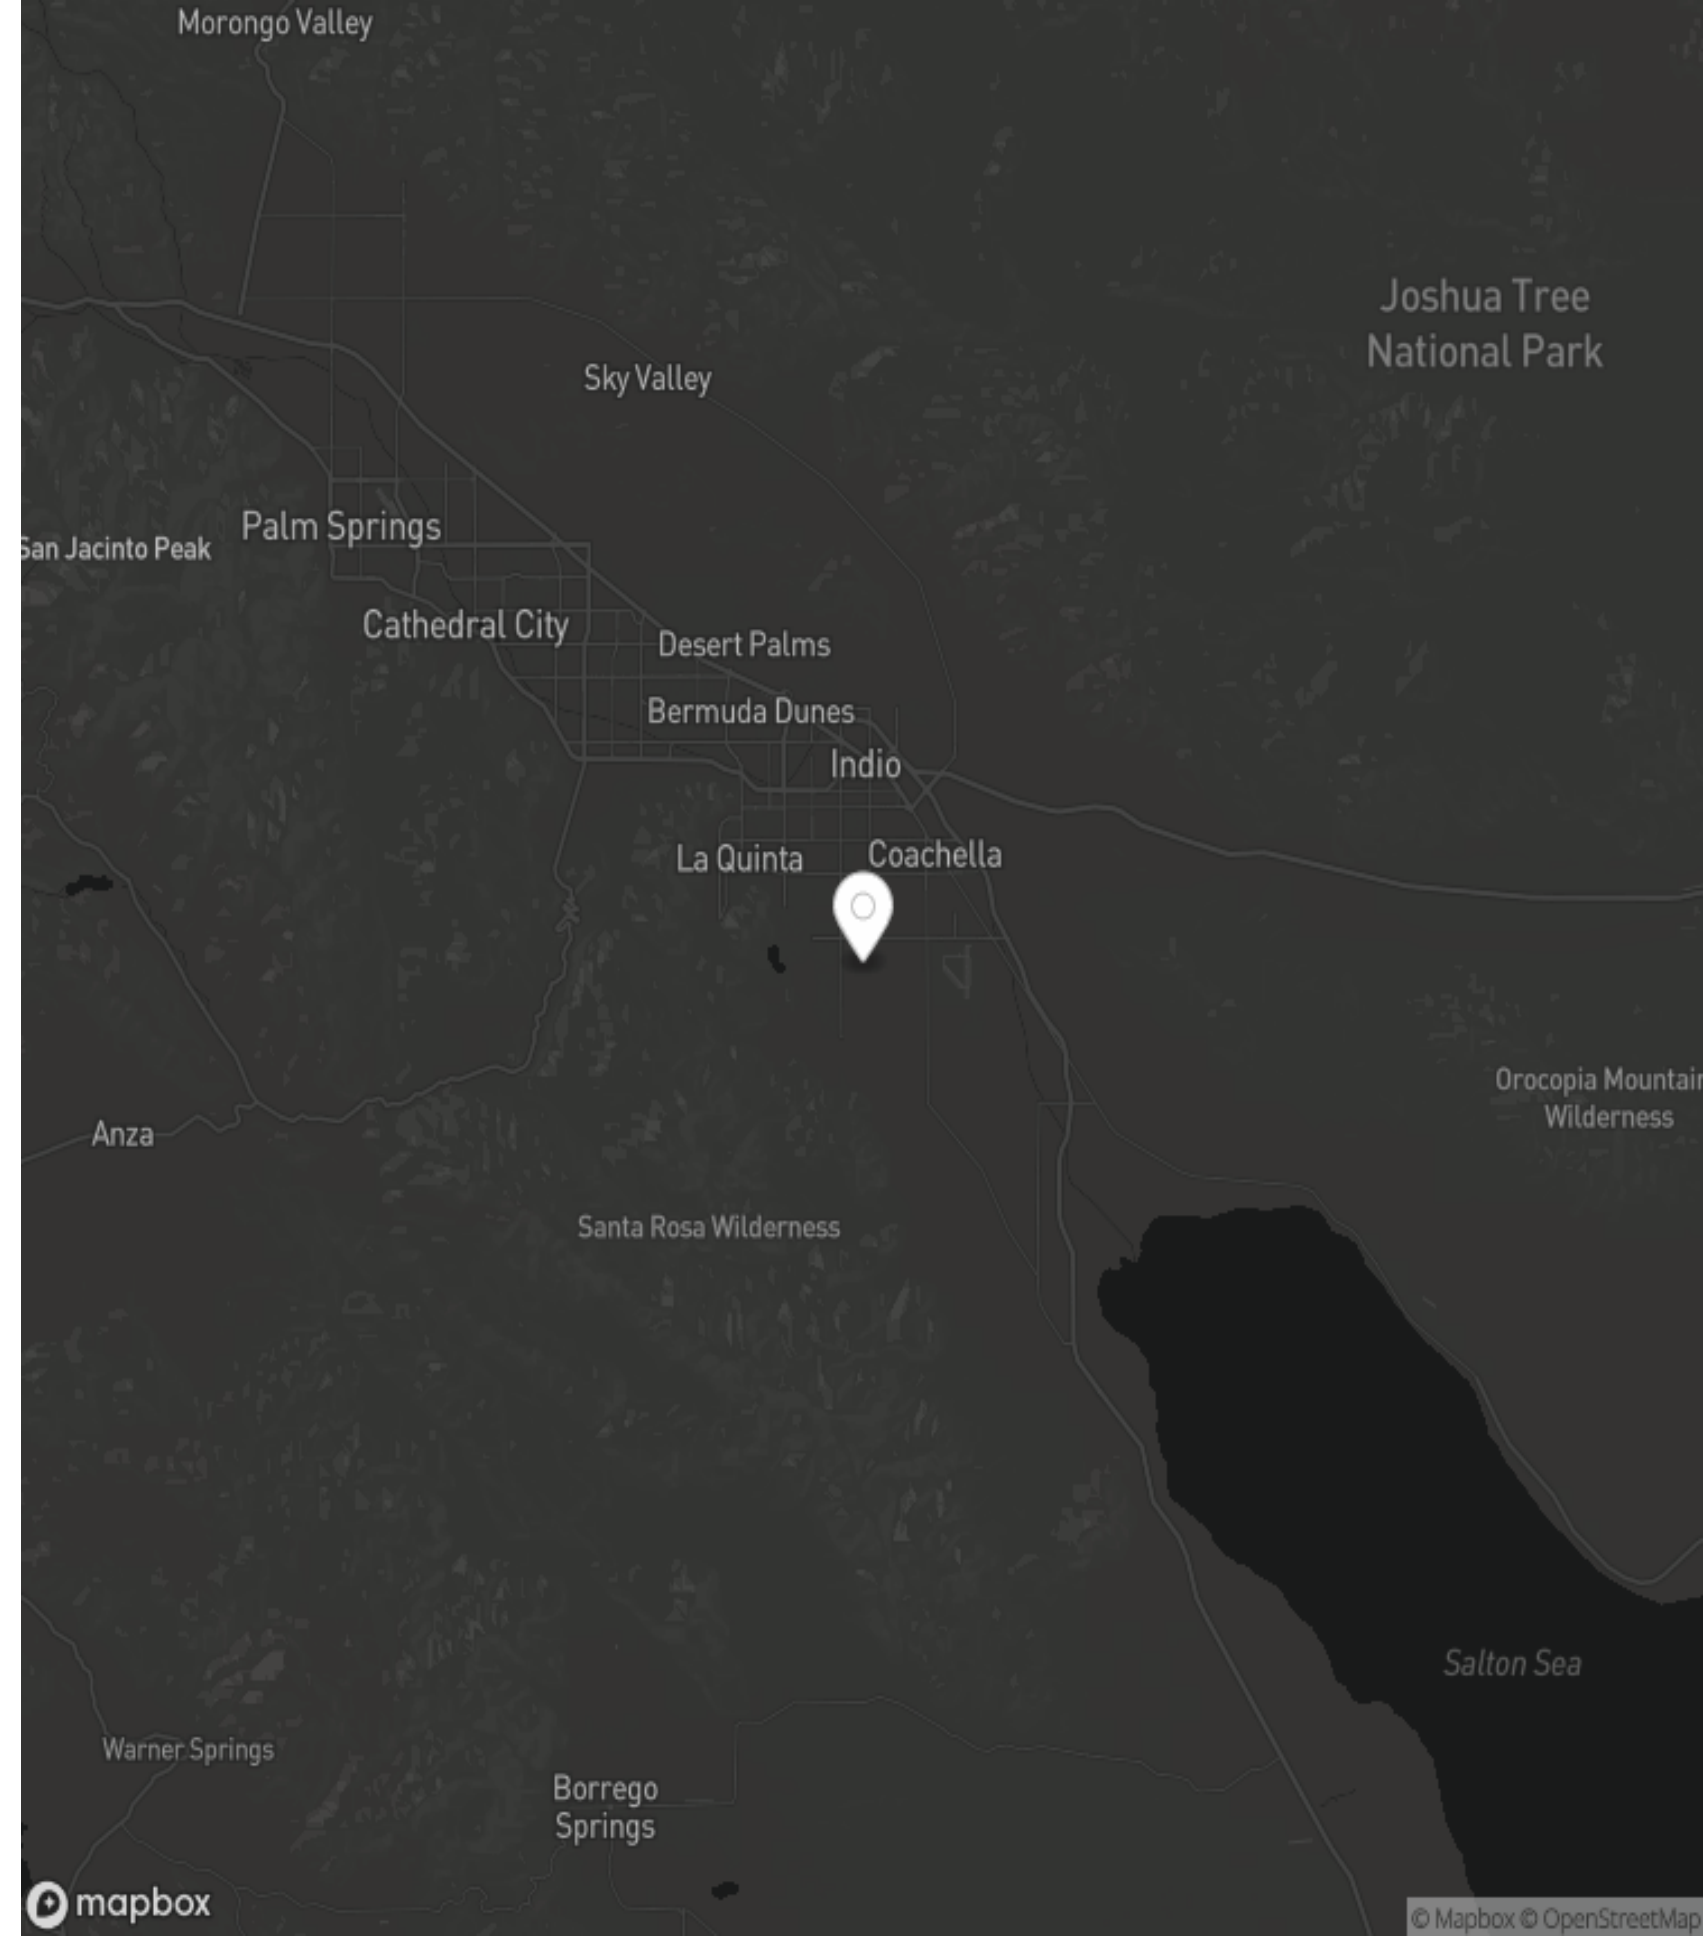 Morongo Valley
Joshua Tree
National Park
Sky Valley
Palm Springs
San Jacinto Peak
Cathedral City
Desert Palms
Bermuda Dunes
Indio
La Quinta
Coachella
Orocopia Mountain
Wilderness
Anza
Santa Rosa Wilderness
Salton Sea
Warner Springs
Borrego
Springs
mapbox
© Mapbox © OpenStreetMap